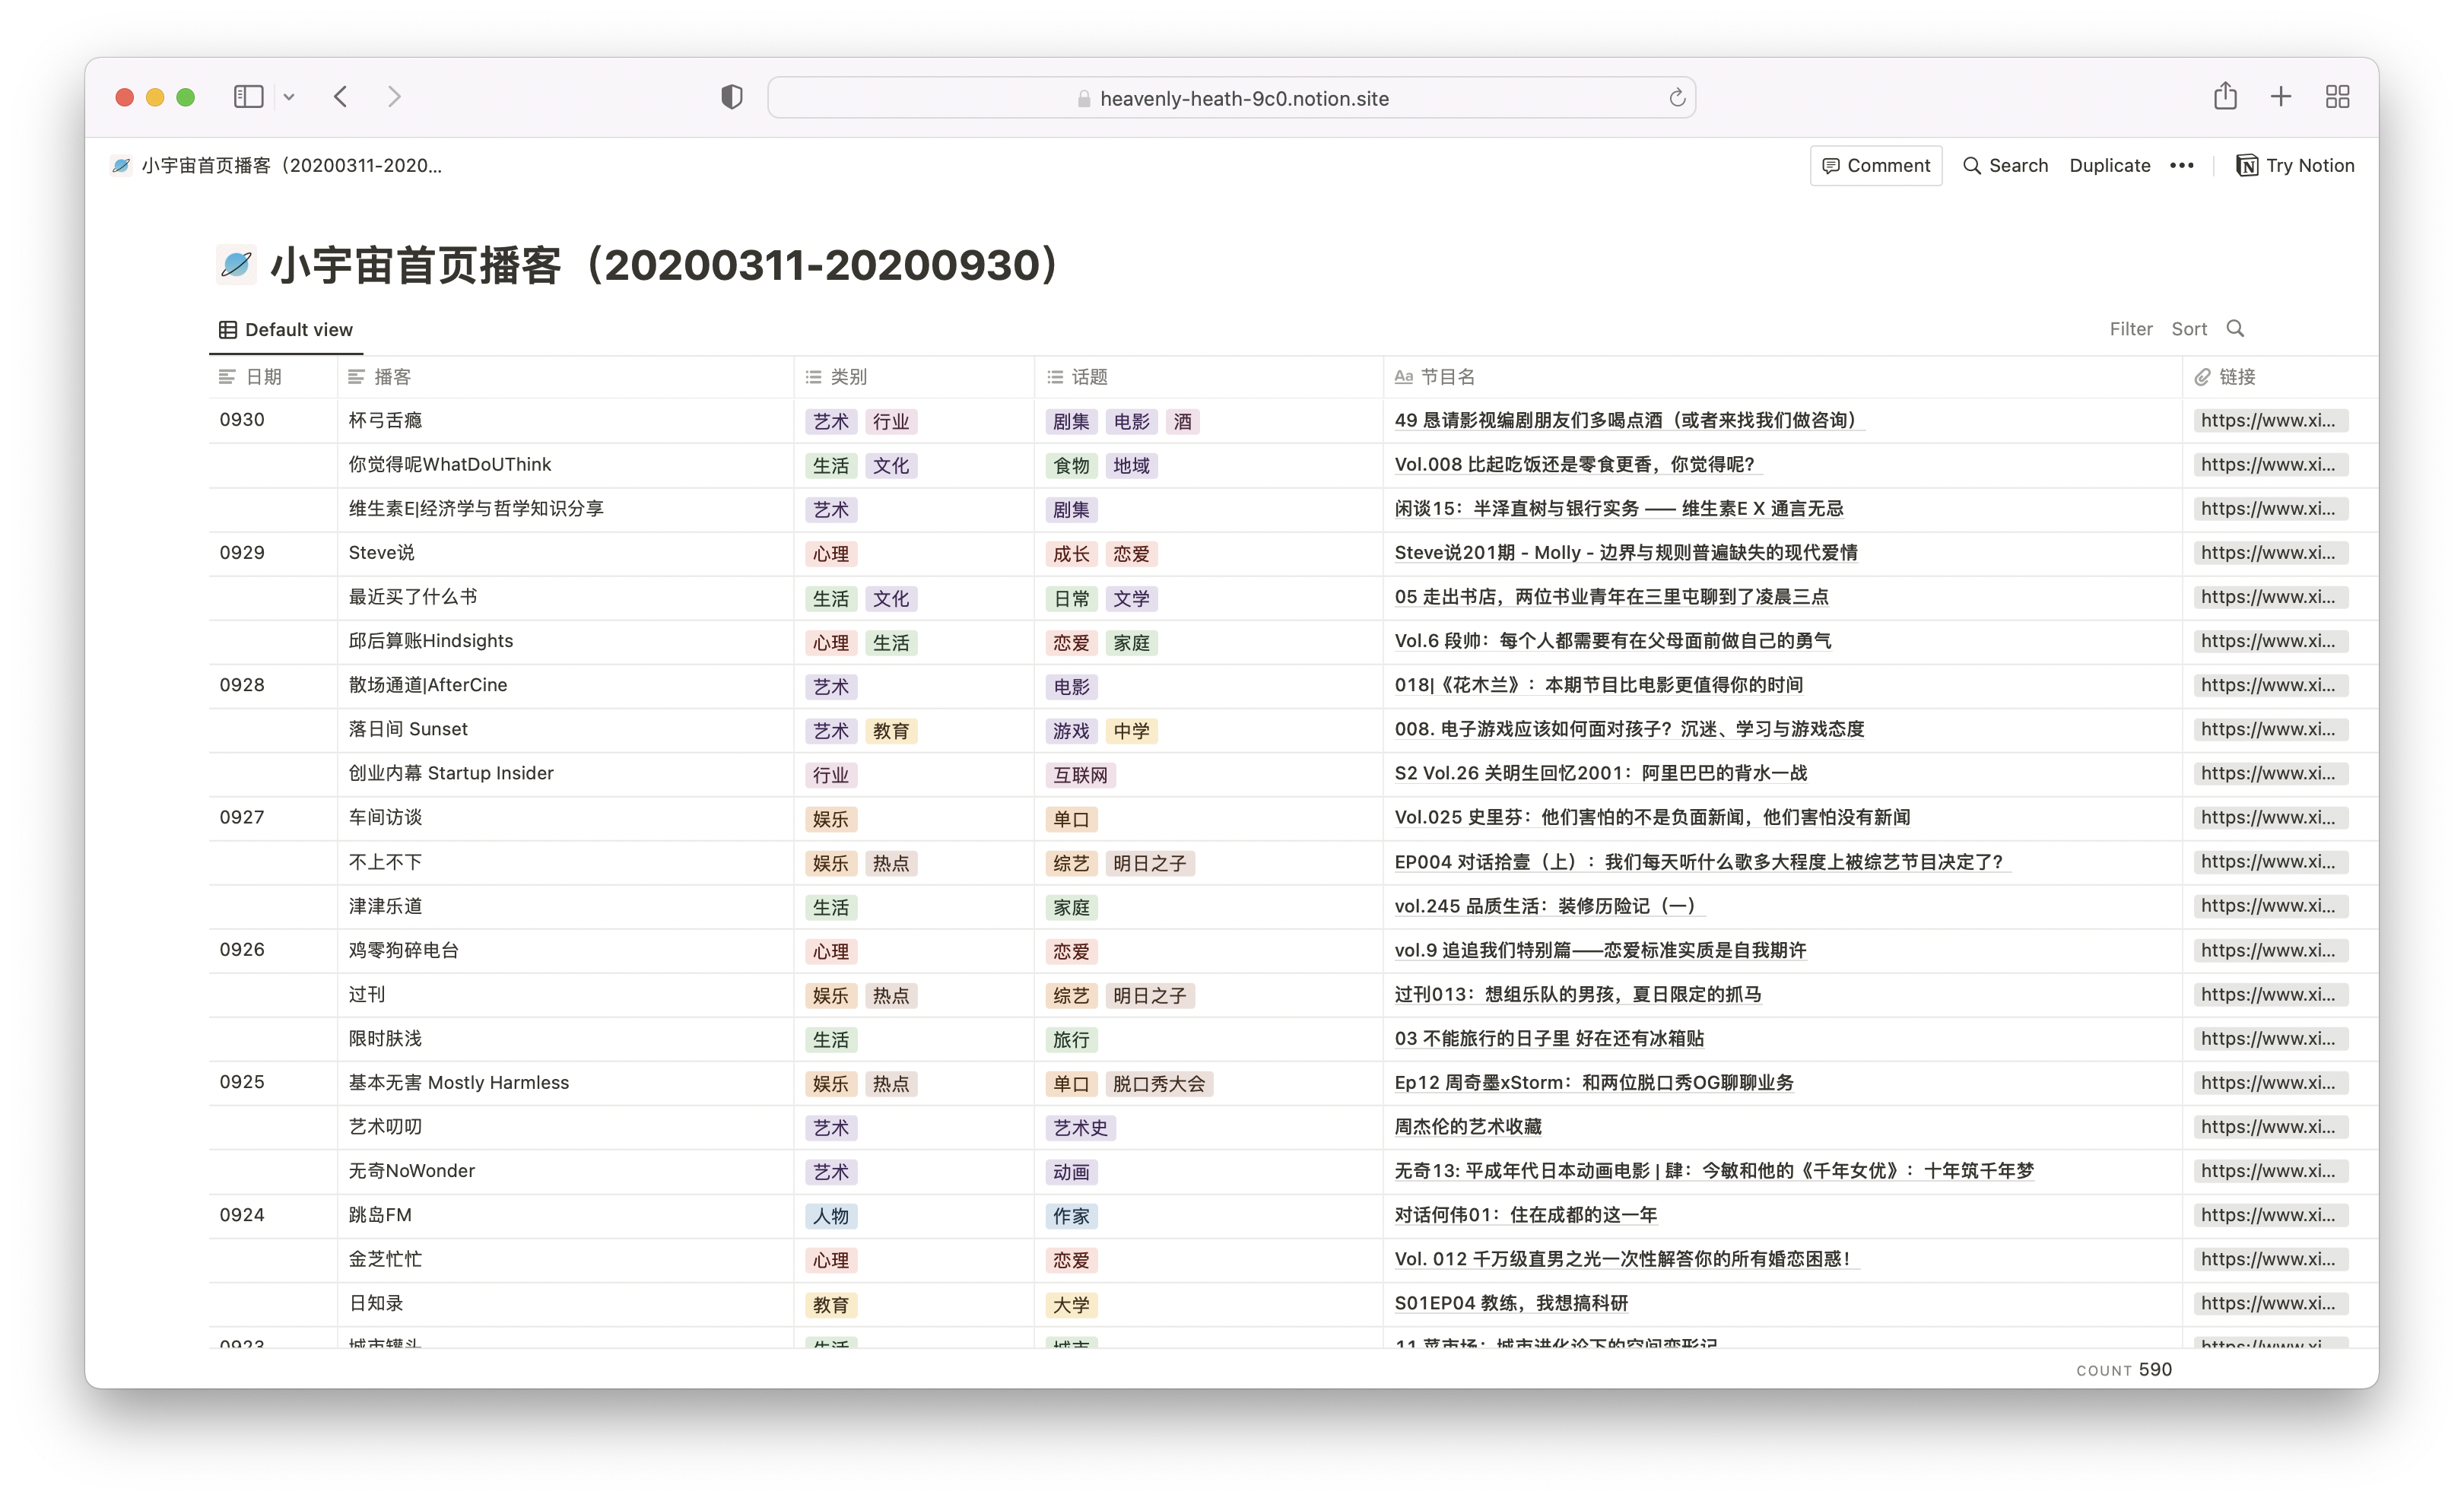 heavenly-heath-9c0.notion.site
小宇宙首页播客（20200311-2020...
Comment Search Duplicate ••• Try Notion
小宇宙首页播客（20200311-20200930）
Default view Filter Sort
日期 播客 类别 话题 Aa 节目名 链接
0930 杯弓舌瘾 艺术 行业 剧集 电影 酒 49 恳请影视编剧朋友们多喝点酒（或者来找我们做咨询） https://www.xi...
你觉得呢WhatDoUThink 生活 文化 食物 地域 Vol.008 比起吃饭还是零食更香，你觉得呢？ https://www.xi...
维生素E|经济学与哲学知识分享 艺术 剧集 闲谈15：半泽直树与银行实务 —— 维生素E X 通言无忌 https://www.xi...
0929 Steve说 心理 成长 恋爱 Steve说201期 - Molly - 边界与规则普遍缺失的现代爱情 https://www.xi...
最近买了什么书 生活 文化 日常 文学 05 走出书店，两位书业青年在三里屯聊到了凌晨三点 https://www.xi...
邱后算账Hindsights 心理 生活 恋爱 家庭 Vol.6 段帅：每个人都需要有在父母面前做自己的勇气 https://www.xi...
0928 散场通道|AfterCine 艺术 电影 018|《花木兰》：本期节目比电影更值得你的时间 https://www.xi...
落日间 Sunset 艺术 教育 游戏 中学 008. 电子游戏应该如何面对孩子？沉迷、学习与游戏态度 https://www.xi...
创业内幕 Startup Insider 行业 互联网 S2 Vol.26 关明生回忆2001：阿里巴巴的背水一战 https://www.xi...
0927 车间访谈 娱乐 单口 Vol.025 史里芬：他们害怕的不是负面新闻，他们害怕没有新闻 https://www.xi...
不上不下 娱乐 热点 综艺 明日之子 EP004 对话拾壹（上）：我们每天听什么歌多大程度上被综艺节目决定了？ https://www.xi...
津津乐道 生活 家庭 vol.245 品质生活：装修历险记（一） https://www.xi...
0926 鸡零狗碎电台 心理 恋爱 vol.9 追追我们特别篇——恋爱标准实质是自我期许 https://www.xi...
过刊 娱乐 热点 综艺 明日之子 过刊013：想组乐队的男孩，夏日限定的抓马 https://www.xi...
限时肤浅 生活 旅行 03 不能旅行的日子里 好在还有冰箱贴 https://www.xi...
0925 基本无害 Mostly Harmless 娱乐 热点 单口 脱口秀大会 Ep12 周奇墨xStorm：和两位脱口秀OG聊聊业务 https://www.xi...
艺术叨叨 艺术 艺术史 周杰伦的艺术收藏 https://www.xi...
无奇NoWonder 艺术 动画 无奇13: 平成年代日本动画电影 | 肆：今敏和他的《千年女优》：十年筑千年梦 https://www.xi...
0924 跳岛FM 人物 作家 对话何伟01：住在成都的这一年 https://www.xi...
金芝忙忙 心理 恋爱 Vol. 012 千万级直男之光一次性解答你的所有婚恋困惑！ https://www.xi...
日知录 教育 大学 S01EP04 教练，我想搞科研 https://www.xi...
0923 城市罐头 生活 城市 11 菜市场：城市进化论下的空间变形记 https://www.xi...
COUNT 590